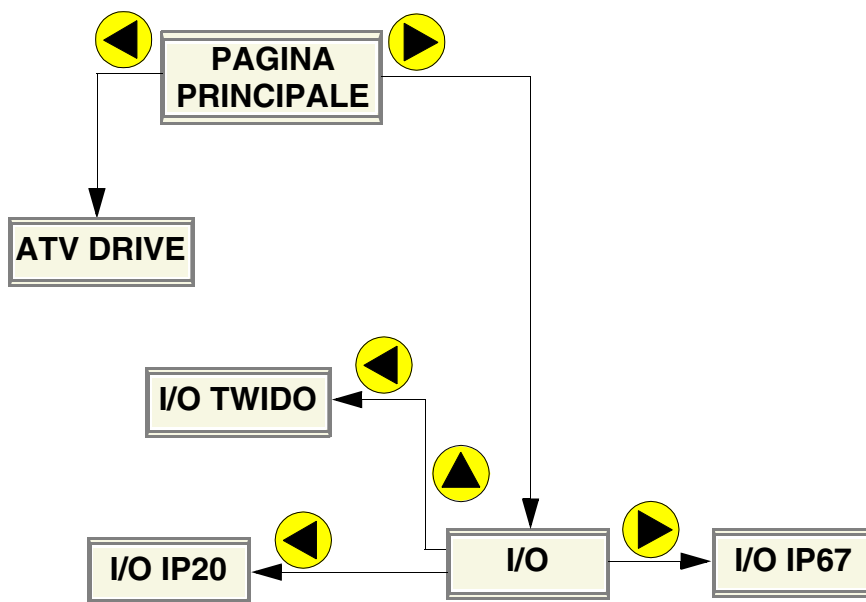 PAGINA
PRINCIPALE
ATV DRIVE
I/O TWIDO
I/O IP20
I/O
I/O IP67